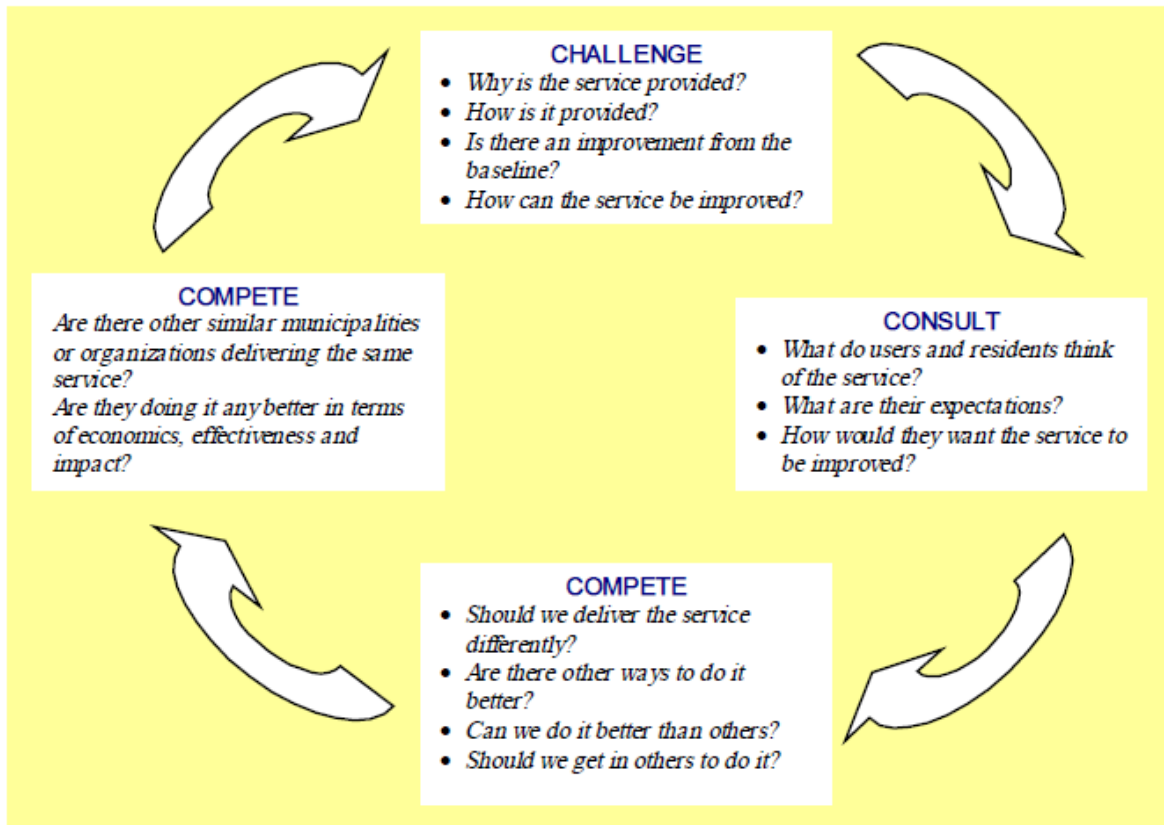 CHALLENGE
• Why is the service provided?
• How is it provided?
• Is there an improvement from the
baseline?
• How can the service be improved?
COMPETE
Are there other similar municipalities
or organizations delivering the same
service?
Are they doing it any better in terms
of economics, effectiveness and
impact?
CONSULT
• What do users and residents think
of the service?
• What are their expectations?
• How would they want the service to
be improved?
COMPETE
• Should we deliver the service
differently?
• Are there other ways to do it
better?
• Can we do it better than others?
• Should we get in others to do it?